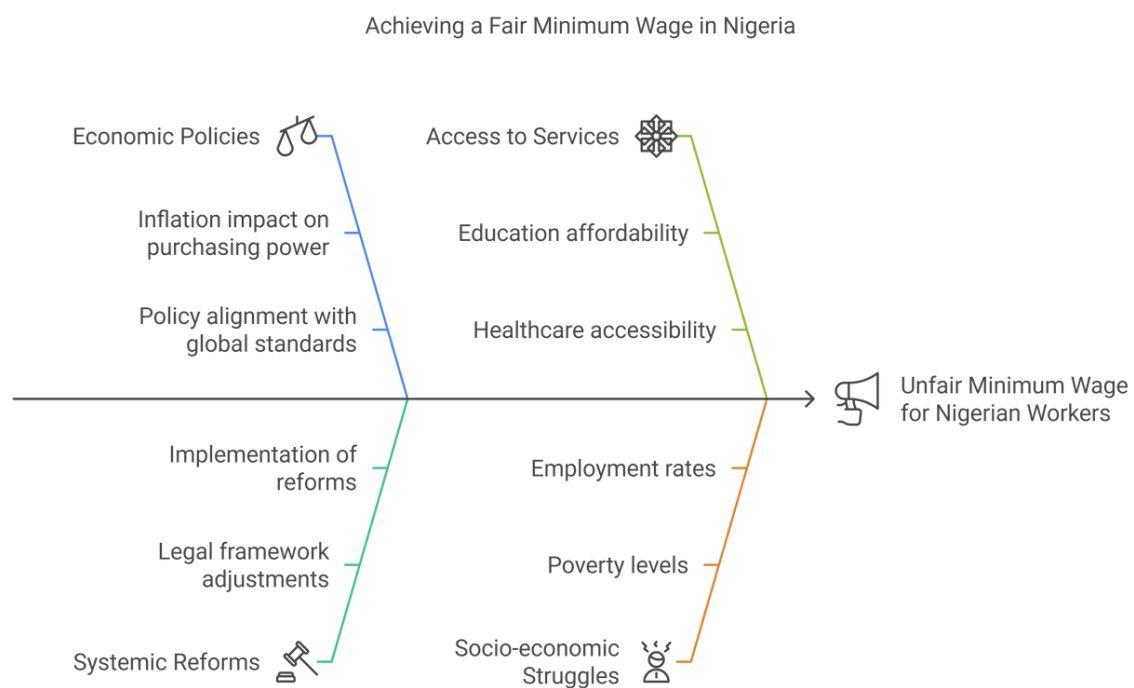 Achieving a Fair Minimum Wage in Nigeria
Economic Policies
Inflation impact on
purchasing power
Policy alignment with
global standards
Access to Services
Education affordability
Healthcare accessibility
Unfair Minimum Wage
for Nigerian Workers
Implementation of
reforms
Legal framework
adjustments
Systemic Reforms
Employment rates
Poverty levels
Socio-economic
Struggles